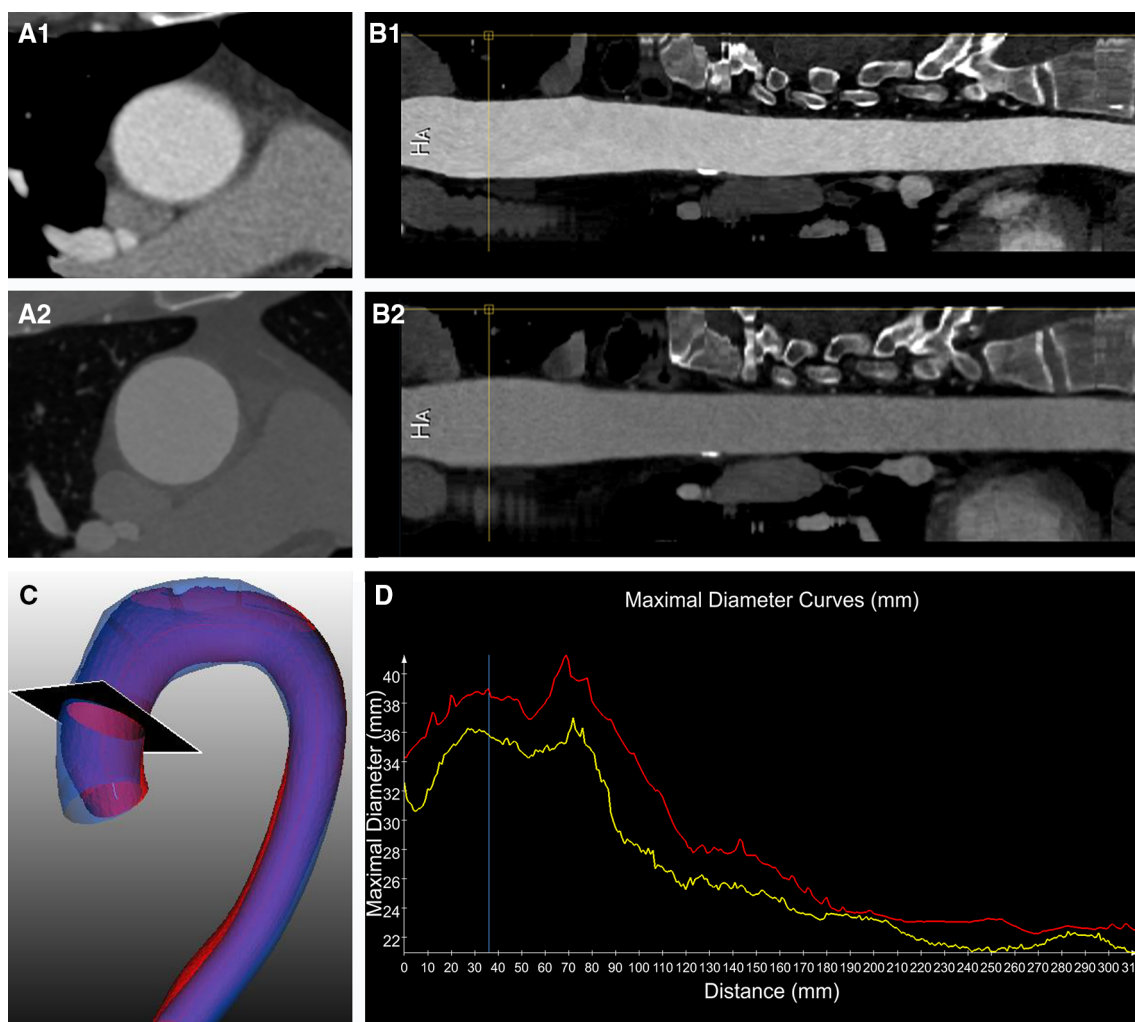 A1
B1
HA
A2
B2
HA
C
D
Maximal Diameter Curves (mm)
Maximal Diameter (mm)
40
38
36
34
32
30
28
26
24
22
0 10 20 30 40 50 60 70 80 90 100 110 120 130 140 150 160 170 180 190 200 210 220 230 240 250 260 270 280 290 300 31
Distance (mm)